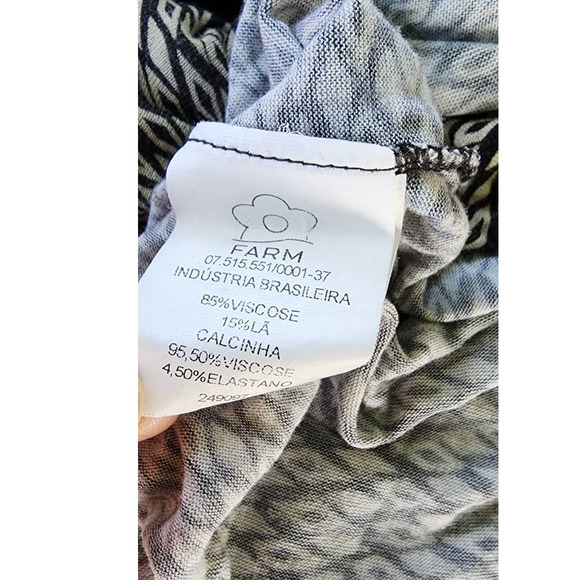 FARM
07.515.551/0001-37
INDÚSTRIA BRASILEIRA
85%VISCOSE
15%LÃ
CALCINHA
95,50%VISCOSE
4,50%ELASTANO